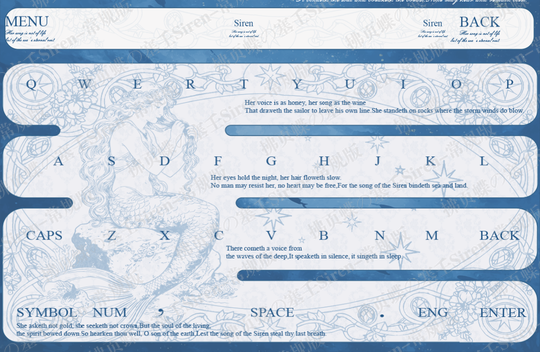 MENU Siren Siren BACK
Q W E R T Y U I O P
Her voice is as honey, her song as the wine
That draweth the sailor to leave his own line.She standeth on rocks where the storm winds do blow,
A S D F G H J K L
Her eyes hold the night, her hair floweth slow.
No man may resist her, no heart may be free,For the song of the Siren bindeth sea and land.
CAPS Z X C V B N M BACK
There cometh a voice from
the waves of the deep,It speaketh in silence, it singeth in sleep.
SYMBOL NUM , SPACE . ENG ENTER
She asketh not gold, she seeketh not crown,But the soul of the living,
the spirit bowed down.So hearken thou well, O son of the earth,Lest the song of the Siren steal thy last breath